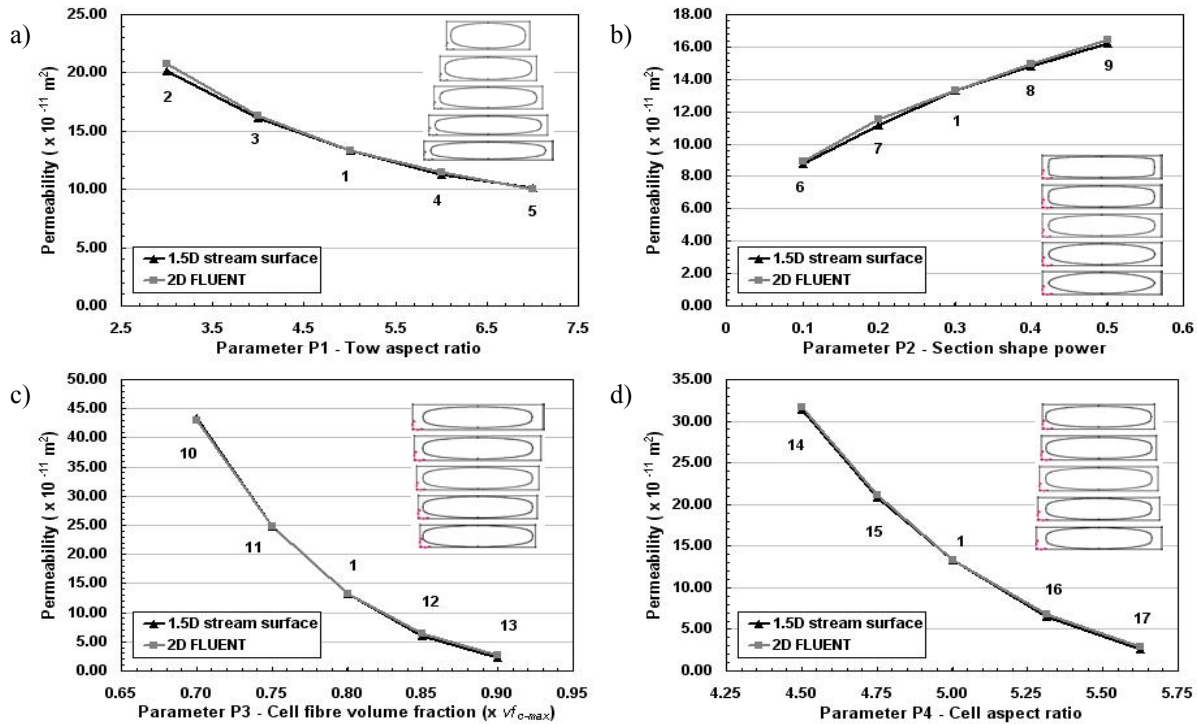 a)
Permeability ( x 10 -11 m2)
25.00
20.00
15.00
10.00
5.00
0.00
2
3
1
4
5
1.5D stream surface
2D FLUENT
2.5 3.5 4.5 5.5 6.5 7.5
Parameter P1 - Tow aspect ratio
b)
Permeability ( x 10 -11 m2)
18.00
16.00
14.00
12.00
10.00
8.00
6.00
4.00
2.00
0.00
6
7
1
8
9
1.5D stream surface
2D FLUENT
0 0.1 0.2 0.3 0.4 0.5 0.6
Parameter P2 - Section shape power
c)
Permeability ( x 10 -11 m2)
50.00
45.00
40.00
35.00
30.00
25.00
20.00
15.00
10.00
5.00
0.00
10
11
1
12
13
1.5D stream surface
2D FLUENT
0.65 0.70 0.75 0.80 0.85 0.90 0.95
Parameter P3 - Cell fibre volume fraction (x vfc-max)
d)
Permeability ( x 10 -11 m2)
35.00
30.00
25.00
20.00
15.00
10.00
5.00
0.00
14
15
1
16
17
1.5D stream surface
2D FLUENT
4.25 4.50 4.75 5.00 5.25 5.50 5.75
Parameter P4 - Cell aspect ratio